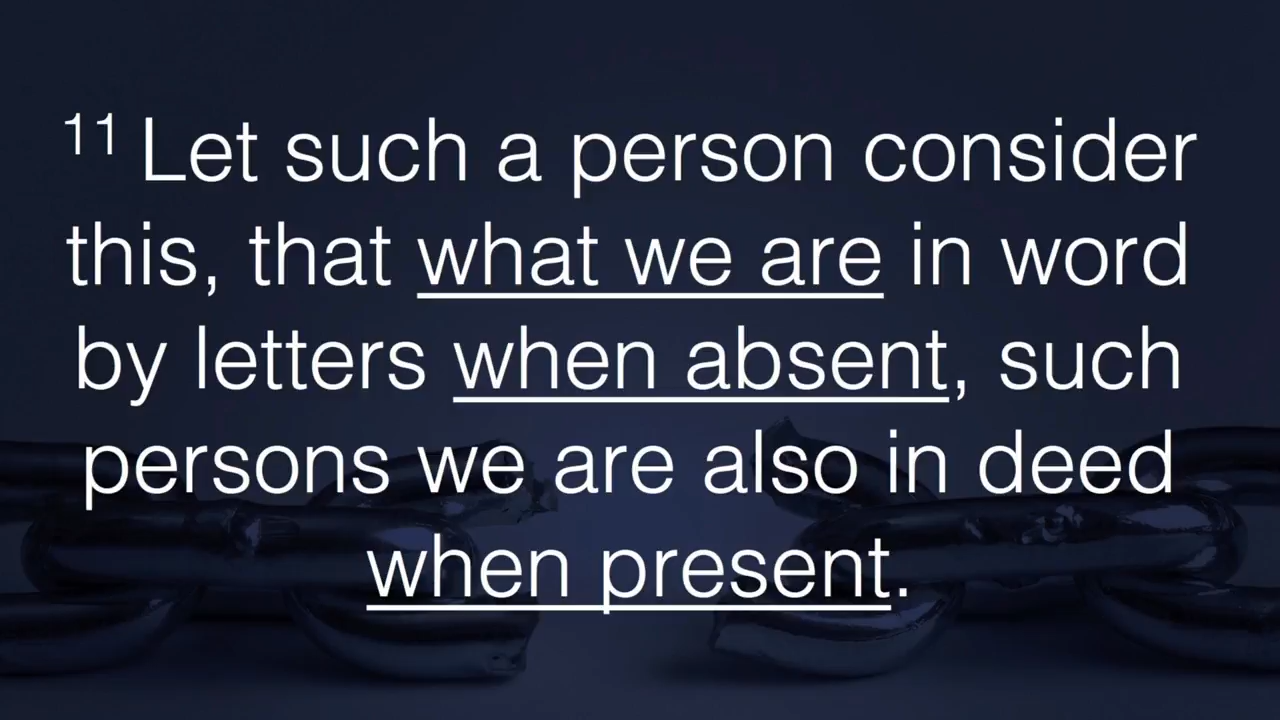 11 Let such a person consider
this, that what we are in word
by letters when absent, such
persons we are also in deed
when present.